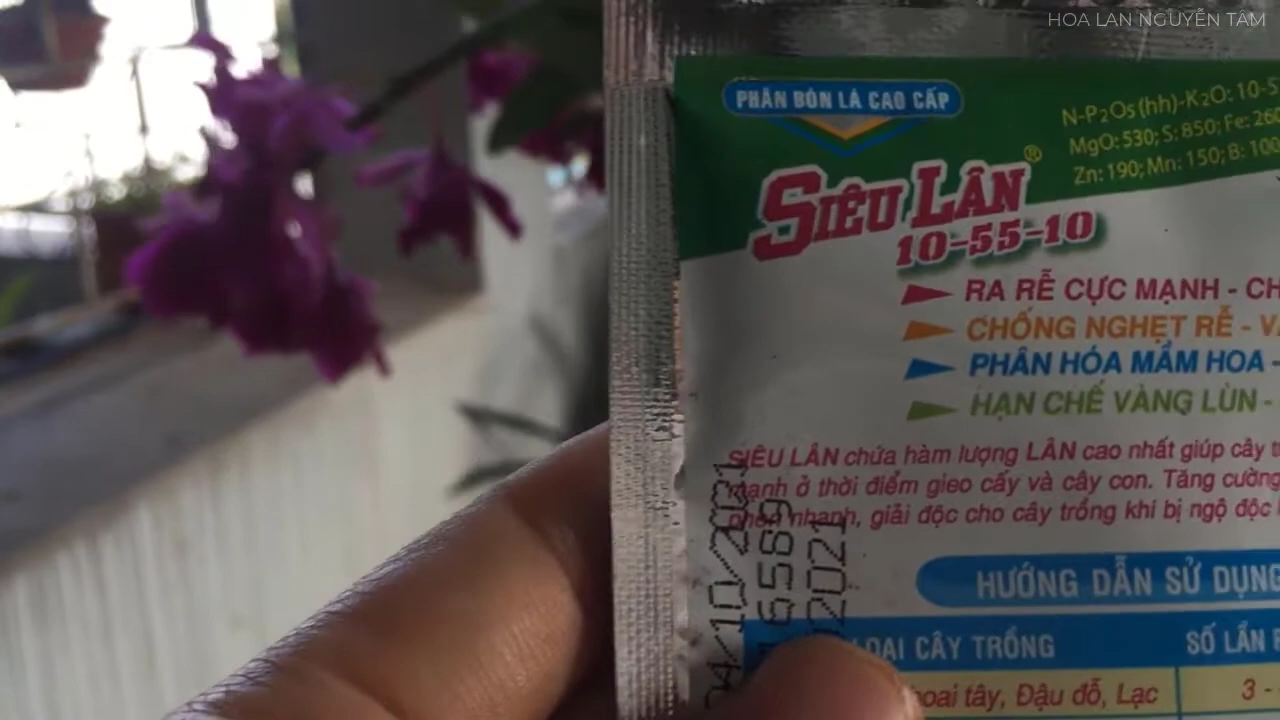 HOA LAN NGUYỄN TÂM
PHÂN BÓN LÁ CAO CẤP
N-P2O5(hh)-K2O: 10-5
MgO: 530; S: 850; Fe: 260
Zn: 190; Mn: 150; B: 100
SIÊU LÂN®
10-55-10
RA RỄ CỰC MẠNH - CH
CHỐNG NGHẸT RỄ - V
PHÂN HÓA MẦM HOA -
HẠN CHẾ VÀNG LÙN -
SIÊU LÂN chứa hàm lượng LÂN cao nhất giúp cây
mạnh ở thời điểm gieo cấy và cây con. Tăng cường
nhanh, giải độc cho cây trồng khi bị ngộ độc
HƯỚNG DẪN SỬ DỤNG
LOẠI CÂY TRỒNG
SỐ LẦN
hoai tây, Đậu đỗ, Lạc
3 -
04/10/2021
6589
2021